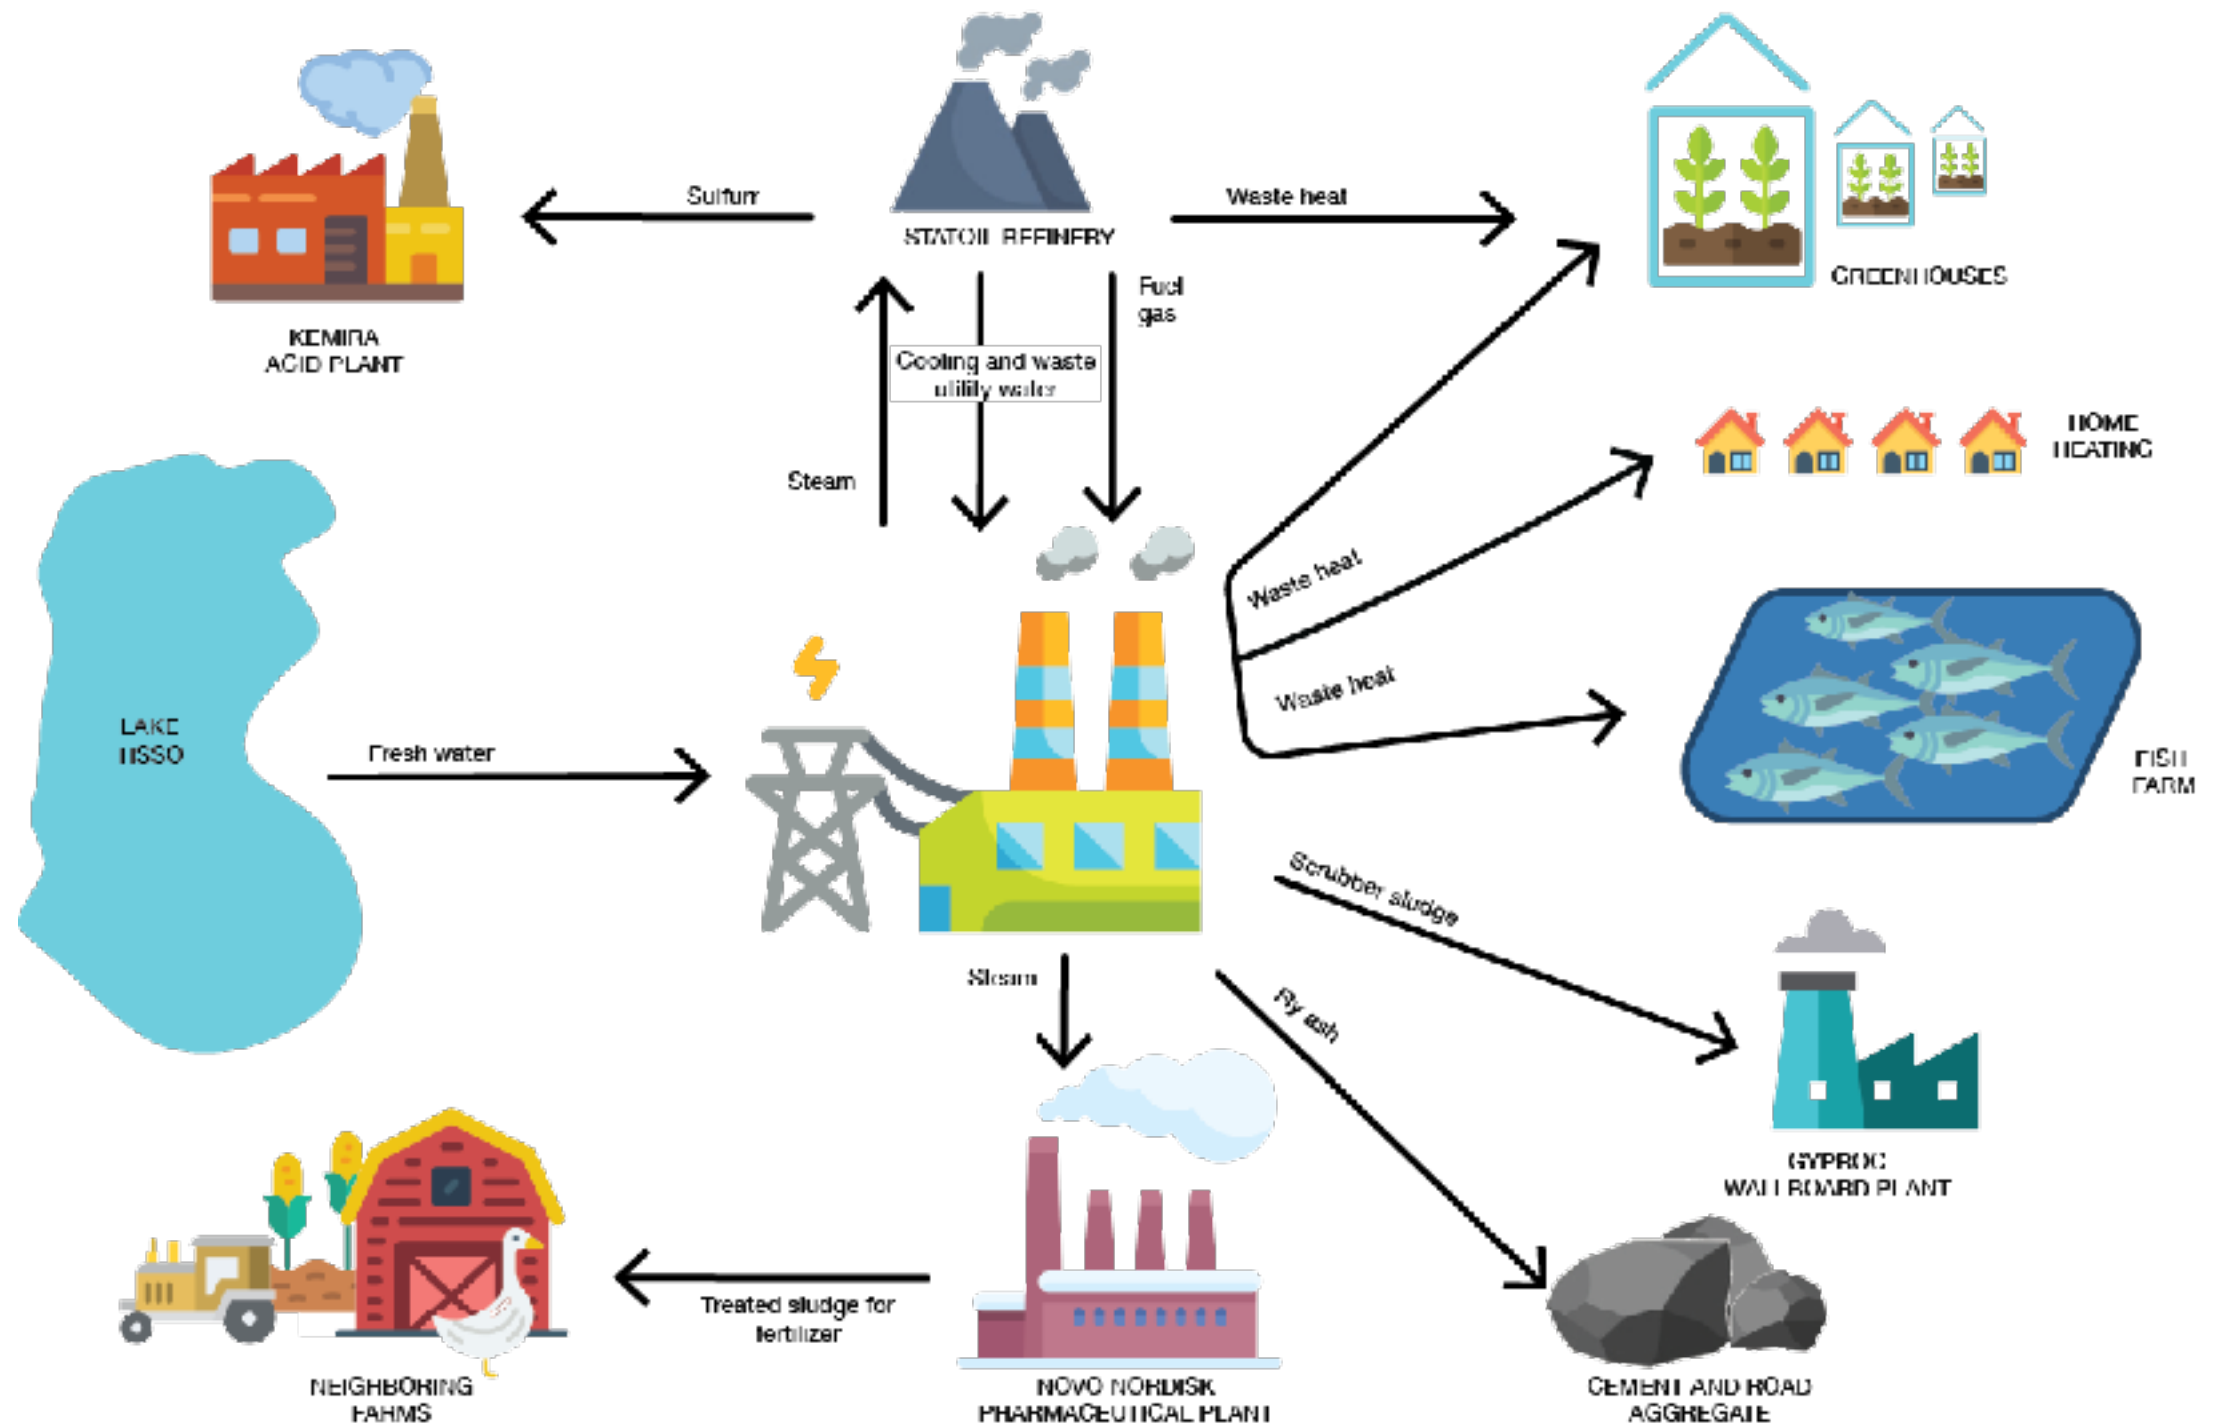 Sulfurr
Waste heat
STATOIL REFINERY
GREENHOUSES
Fuel
gas
KEMIRA
ACID PLANT
Cooling and waste
utility water
Steam
HOME
HEATING
Waste heat
Waste heat
LAKE
TISSO
Fresh water
FISH
FARM
Scrubber sludge
Steam
Fly ash
GYPROC
WALLBOARD PLANT
Treated sludge for
fertilizer
NEIGHBORING
FARMS
NOVO NORDISK
PHARMACEUTICAL PLANT
CEMENT AND ROAD
AGGREGATE